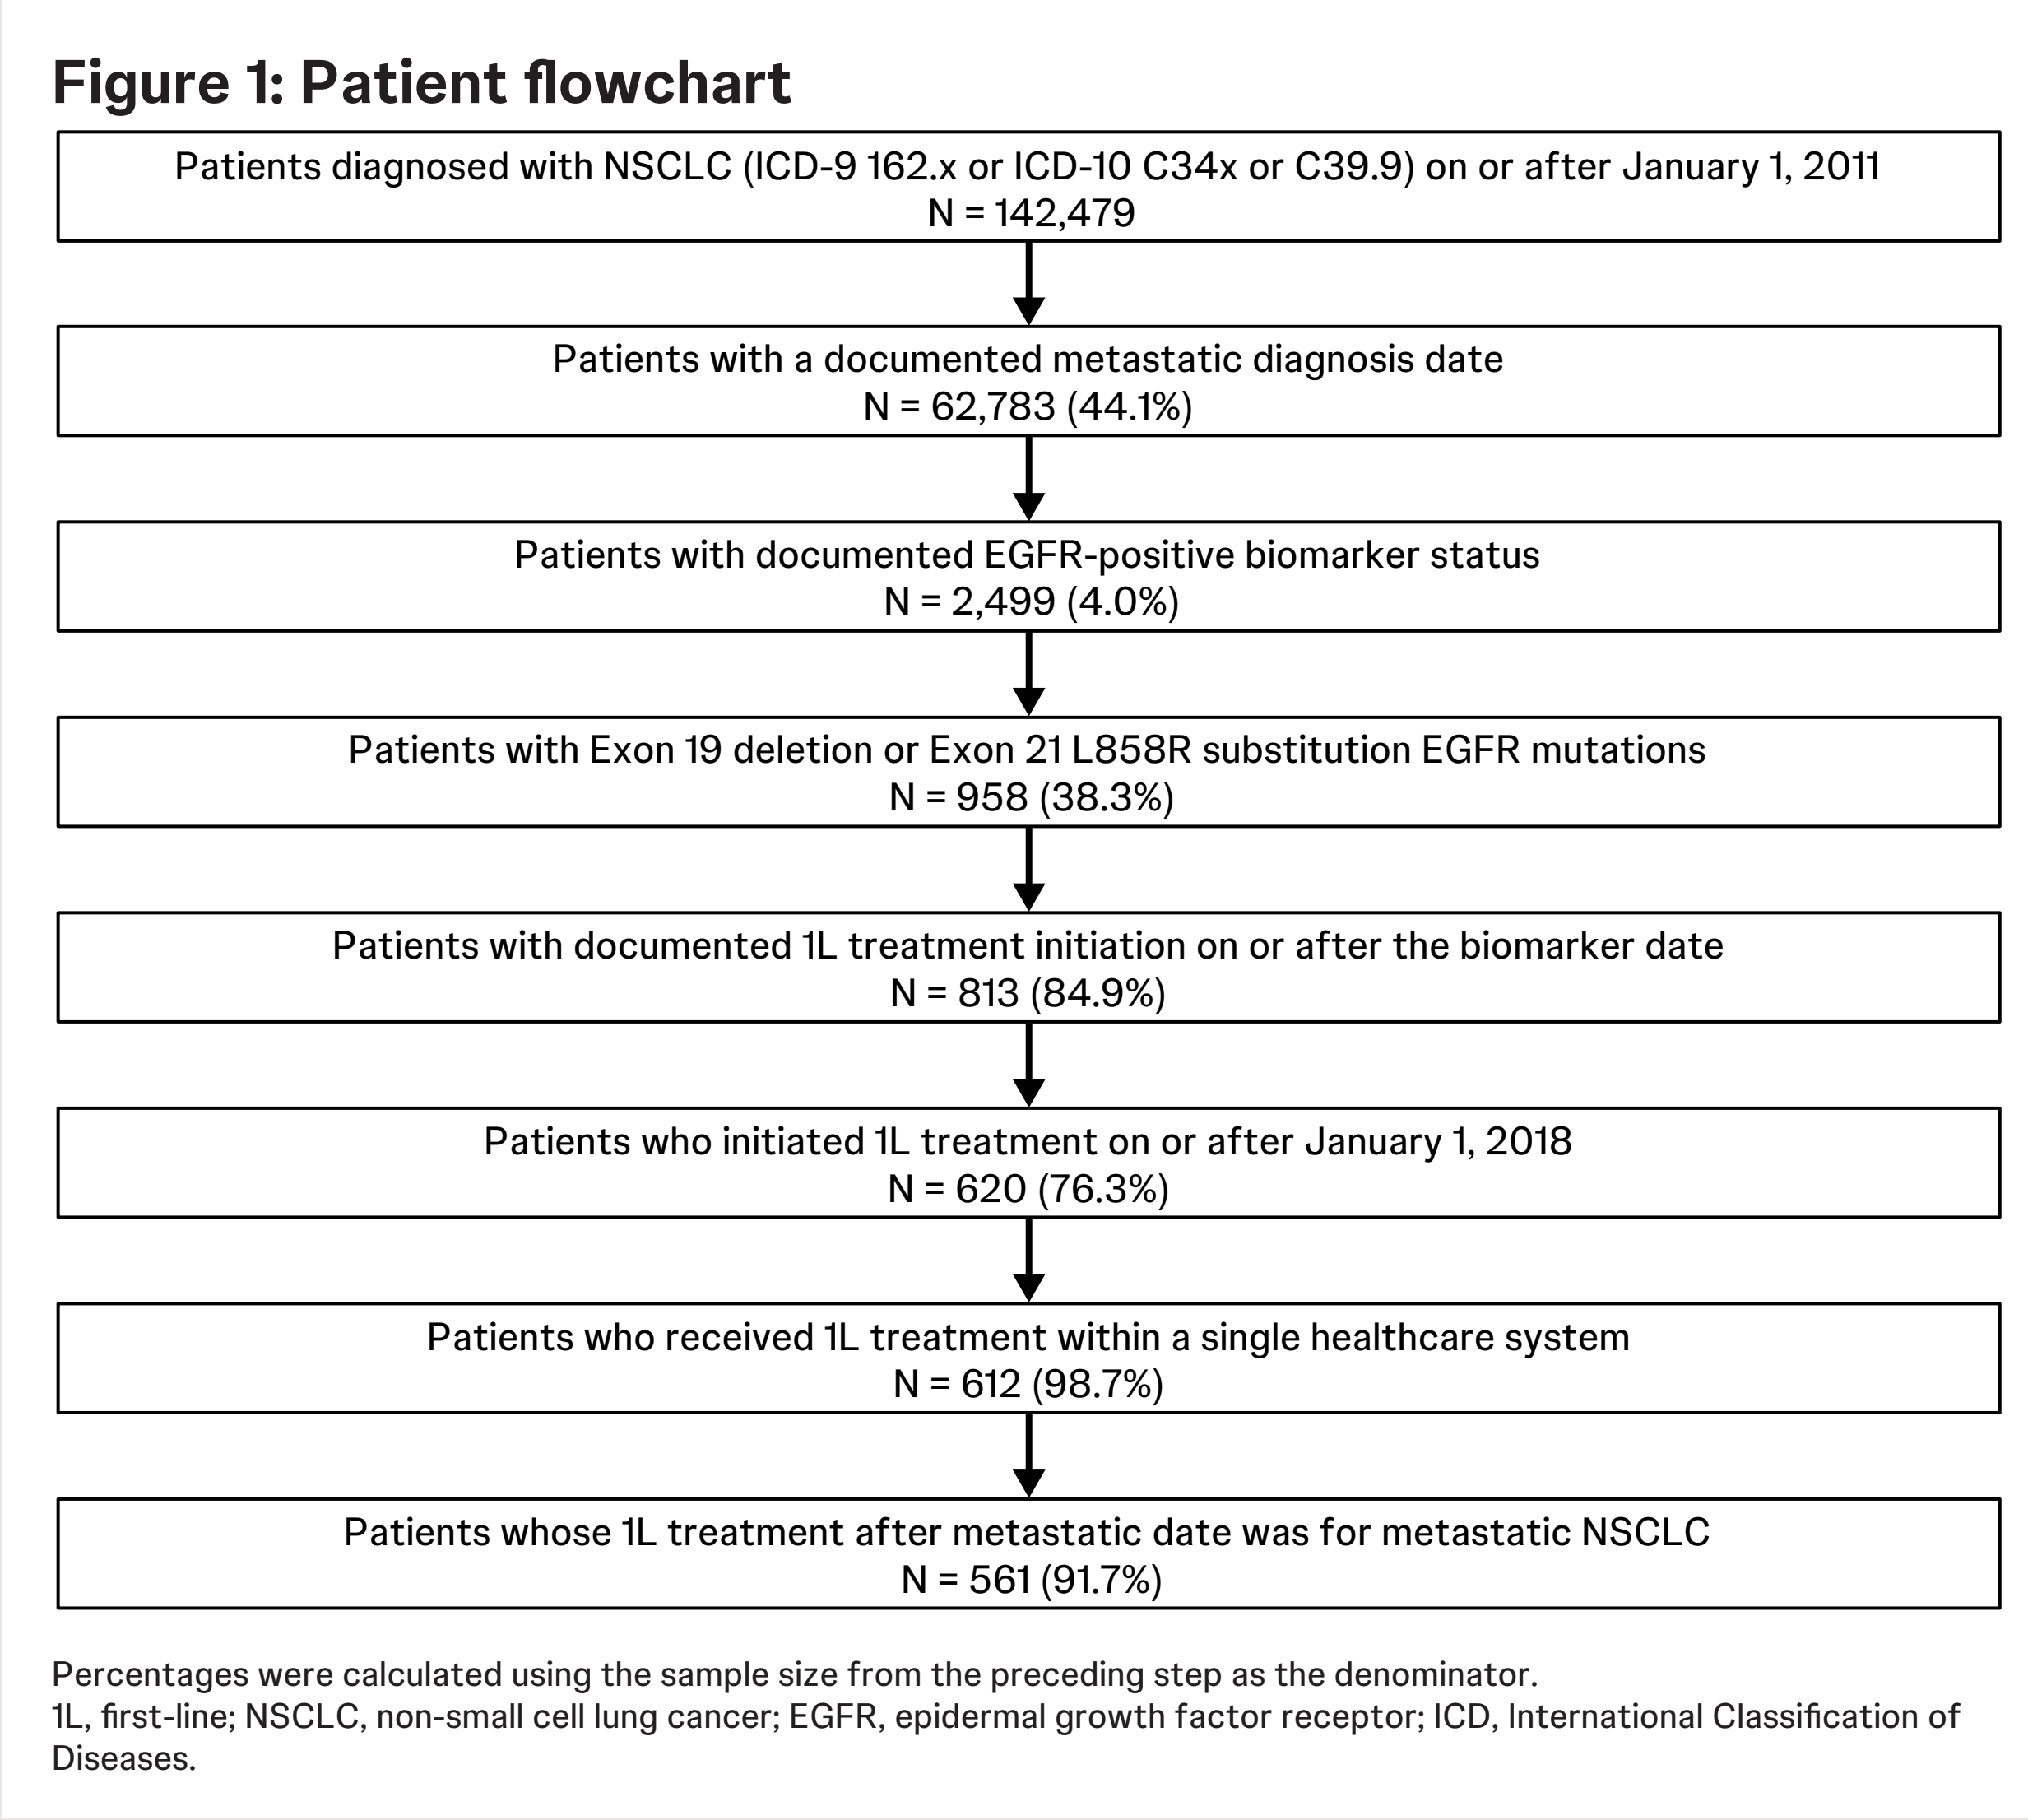 Figure 1: Patient flowchart
Patients diagnosed with NSCLC (ICD-9 162.x or ICD-10 C34x or C39.9) on or after January 1, 2011
N = 142,479
Patients with a documented metastatic diagnosis date
N = 62,783 (44.1%)
Patients with documented EGFR-positive biomarker status
N = 2,499 (4.0%)
Patients with Exon 19 deletion or Exon 21 L858R substitution EGFR mutations
N = 958 (38.3%)
Patients with documented 1L treatment initiation on or after the biomarker date
N = 813 (84.9%)
Patients who initiated 1L treatment on or after January 1, 2018
N = 620 (76.3%)
Patients who received 1L treatment within a single healthcare system
N = 612 (98.7%)
Patients whose 1L treatment after metastatic date was for metastatic NSCLC
N = 561 (91.7%)
Percentages were calculated using the sample size from the preceding step as the denominator.
1L, first-line; NSCLC, non-small cell lung cancer; EGFR, epidermal growth factor receptor; ICD, International Classification of
Diseases.